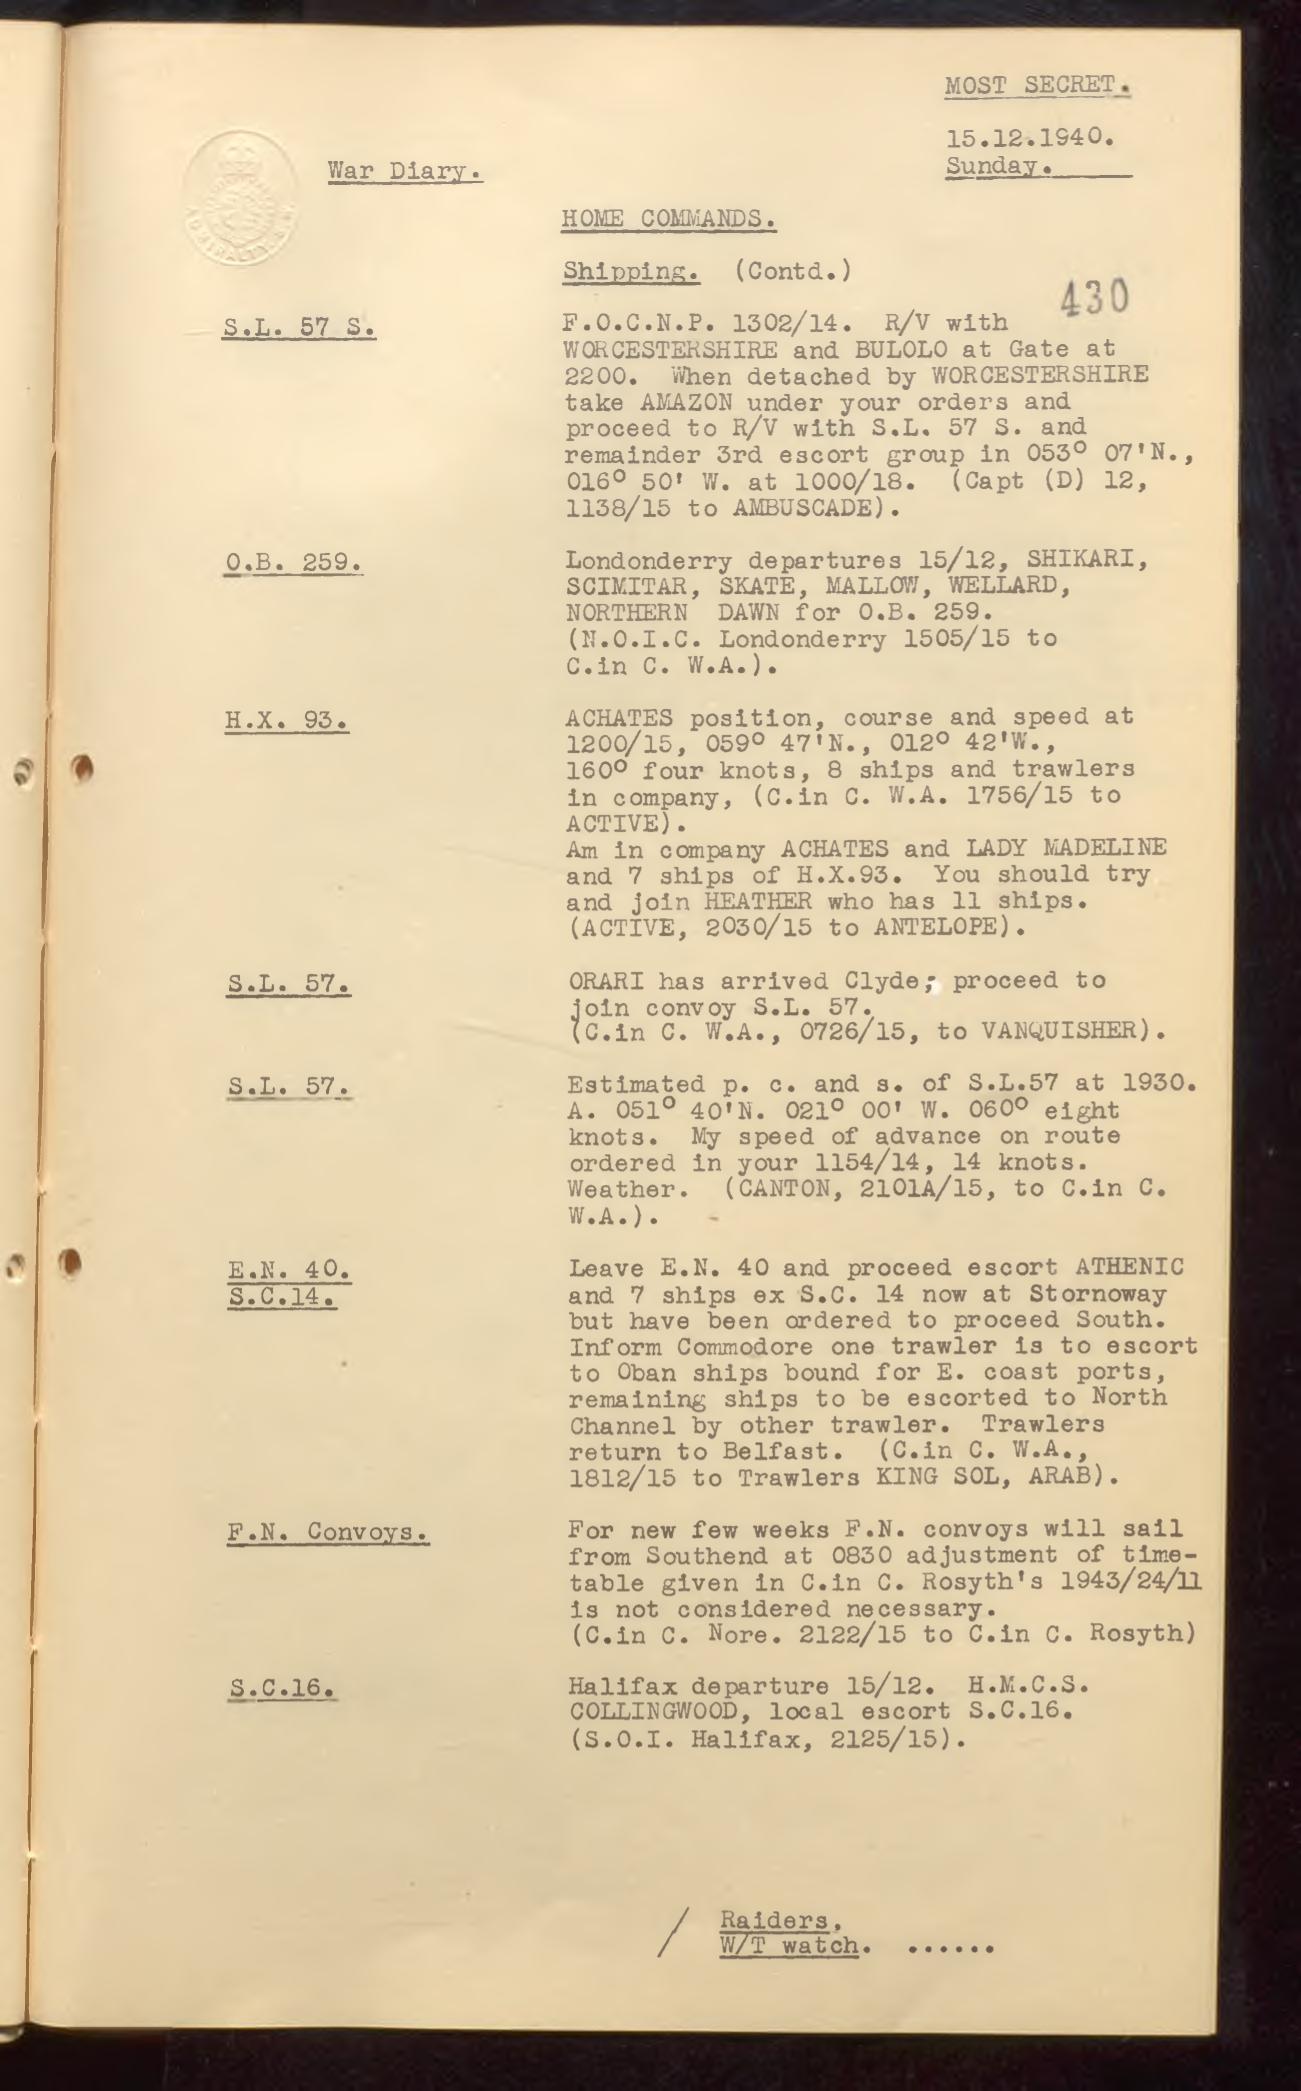 MOST SECRET.
15.12.1940.
Sunday.
War Diary.
ADMIRALTY
HOME COMMANDS.
Shipping. (Contd.)
430
S.L. 57 S.
F.O.C.N.P. 1302/14. R/V with
WORCESTERSHIRE and BULOLO at Gate at
2200. When detached by WORCESTERSHIRE
take AMAZON under your orders and
proceed to R/V with S.L. 57 S. and
remainder 3rd escort group in 053° 07'N.,
016° 50' W. at 1000/18. (Capt (D) 12,
1138/15 to AMBUSCADE).
O.B. 259.
Londonderry departures 15/12, SHIKARI,
SCIMITAR, SKATE, MALLOW, WELLARD,
NORTHERN DAWN for O.B. 259.
(N.O.I.C. Londonderry 1505/15 to
C.in C. W.A.).
H.X. 93.
ACHATES position, course and speed at
1200/15, 059° 47'N., 012° 42'W.,
160° four knots, 8 ships and trawlers
in company, (C.in C. W.A. 1756/15 to
ACTIVE).
Am in company ACHATES and LADY MADELINE
and 7 ships of H.X.93. You should try
and join HEATHER who has 11 ships.
(ACTIVE, 2030/15 to ANTELOPE).
S.L. 57.
ORARI has arrived Clyde; proceed to
join convoy S.L. 57.
(C.in C. W.A., 0726/15, to VANQUISHER).
S.L. 57.
Estimated p. c. and s. of S.L.57 at 1930.
A. 051° 40'N. 021° 00' W. 060° eight
knots. My speed of advance on route
ordered in your 1154/14, 14 knots.
Weather. (CANTON, 2101A/15, to C.in C.
W.A.).
E.N. 40.
S.C.14.
Leave E.N. 40 and proceed escort ATHENIC
and 7 ships ex S.C. 14 now at Stornoway
but have been ordered to proceed South.
Inform Commodore one trawler is to escort
to Oban ships bound for E. coast ports,
remaining ships to be escorted to North
Channel by other trawler. Trawlers
return to Belfast. (C.in C. W.A.,
1812/15 to Trawlers KING SOL, ARAB).
F.N. Convoys.
For new few weeks F.N. convoys will sail
from Southend at 0830 adjustment of time-
table given in C.in C. Rosyth's 1943/24/11
is not considered necessary.
(C.in C. Nore. 2122/15 to C.in C. Rosyth)
S.C.16.
Halifax departure 15/12. H.M.C.S.
COLLINGWOOD, local escort S.C.16.
(S.O.I. Halifax, 2125/15).
/ Raiders,
W/T watch. ......